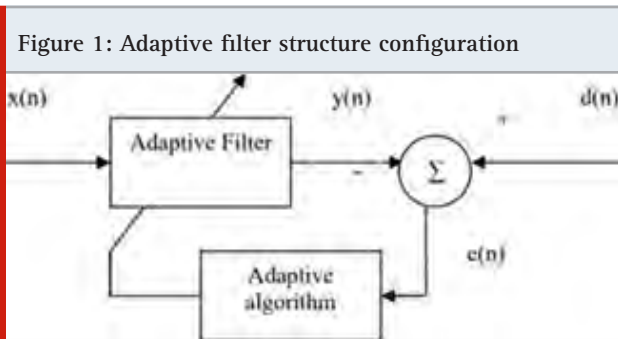 Figure 1: Adaptive filter structure configuration
x(n) y(n) d(n)
+
Adaptive Filter
-
Σ
e(n)
Adaptive
algorithm